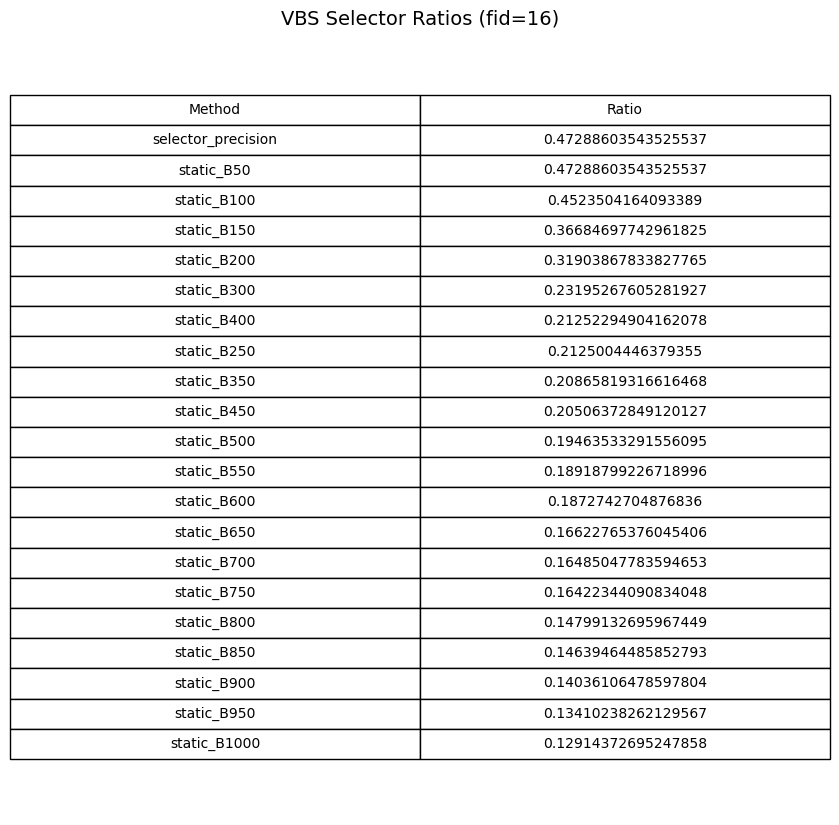 VBS Selector Ratios (fid=16)
Method Ratio
selector_precision 0.47288603543525537
static_B50 0.47288603543525537
static_B100 0.4523504164093389
static_B150 0.36684697742961825
static_B200 0.31903867833827765
static_B300 0.23195267605281927
static_B400 0.21252294904162078
static_B250 0.2125004446379355
static_B350 0.20865819316616468
static_B450 0.20506372849120127
static_B500 0.19463533291556095
static_B550 0.18918799226718996
static_B600 0.1872742704876836
static_B650 0.16622765376045406
static_B700 0.16485047783594653
static_B750 0.16422344090834048
static_B800 0.14799132695967449
static_B850 0.14639464485852793
static_B900 0.14036106478597804
static_B950 0.13410238262129567
static_B1000 0.12914372695247858